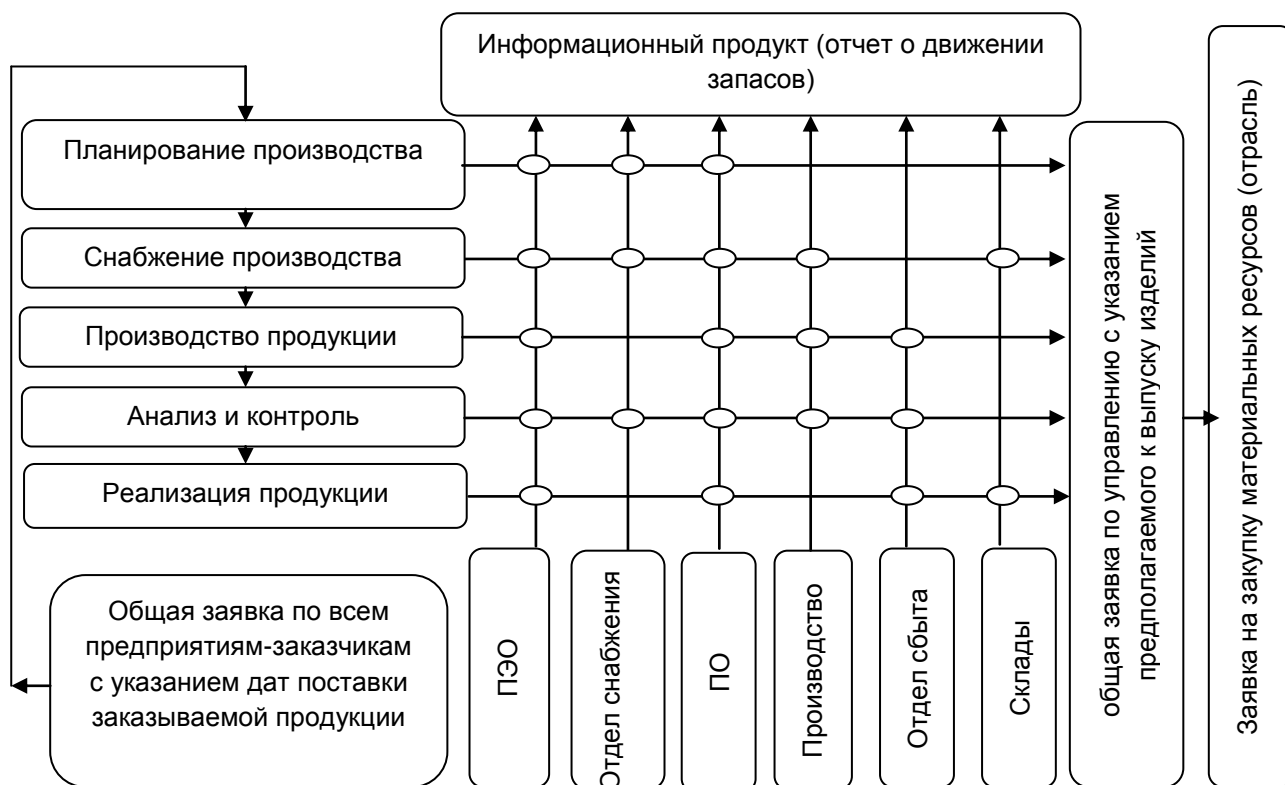 Информационный продукт (отчет о движении
запасов)
Планирование производства
Снабжение производства
Производство продукции
Анализ и контроль
Реализация продукции
Общая заявка по всем
предприятиям-заказчикам
с указанием дат поставки
заказываемой продукции
ПЭО
Отдел снабжения
ПО
Производство
Отдел сбыта
Склады
общая заявка по управлению с указанием
предполагаемого к выпуску изделий
Заявка на закупку материальных ресурсов (отрасль)